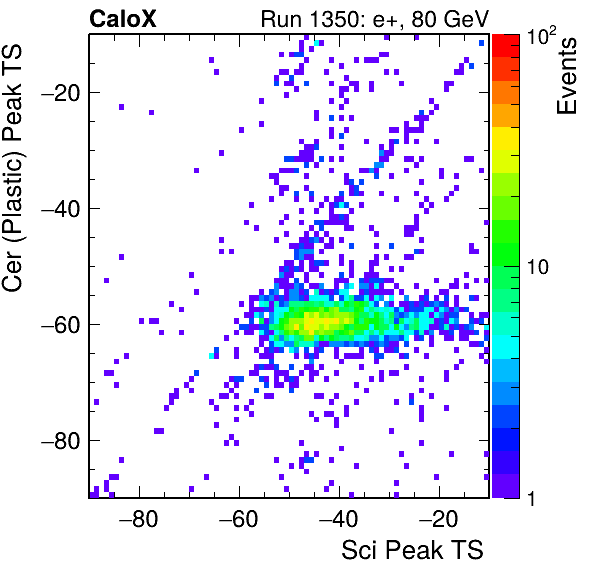 CaloX Run 1350: e+, 80 GeV
Cer (Plastic) Peak TS
−20
−40
−60
−80
−80 −60 −40 −20
Sci Peak TS
10²
10
1
Events